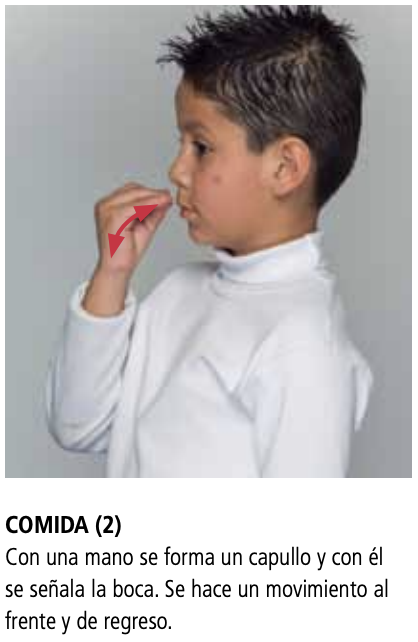 COMIDA (2)
Con una mano se forma un capullo y con él
se señala la boca. Se hace un movimiento al
frente y de regreso.